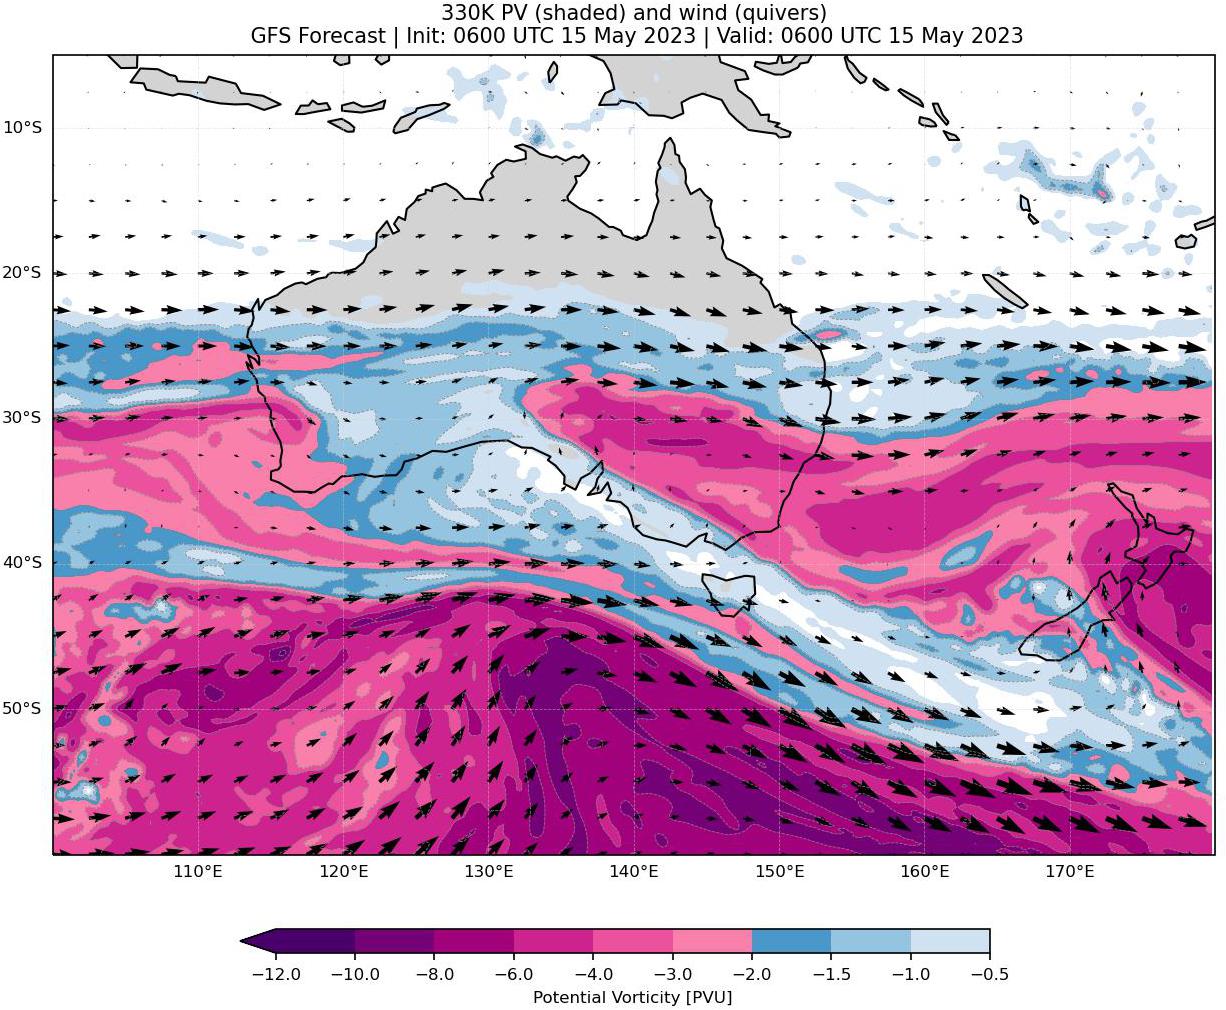 330K PV (shaded) and wind (quivers)
GFS Forecast | Init: 0600 UTC 15 May 2023 | Valid: 0600 UTC 15 May 2023
10°S
20°S
30°S
40°S
50°S
110°E 120°E 130°E 140°E 150°E 160°E 170°E
−12.0 −10.0 −8.0 −6.0 −4.0 −3.0 −2.0 −1.5 −1.0 −0.5
Potential Vorticity [PVU]